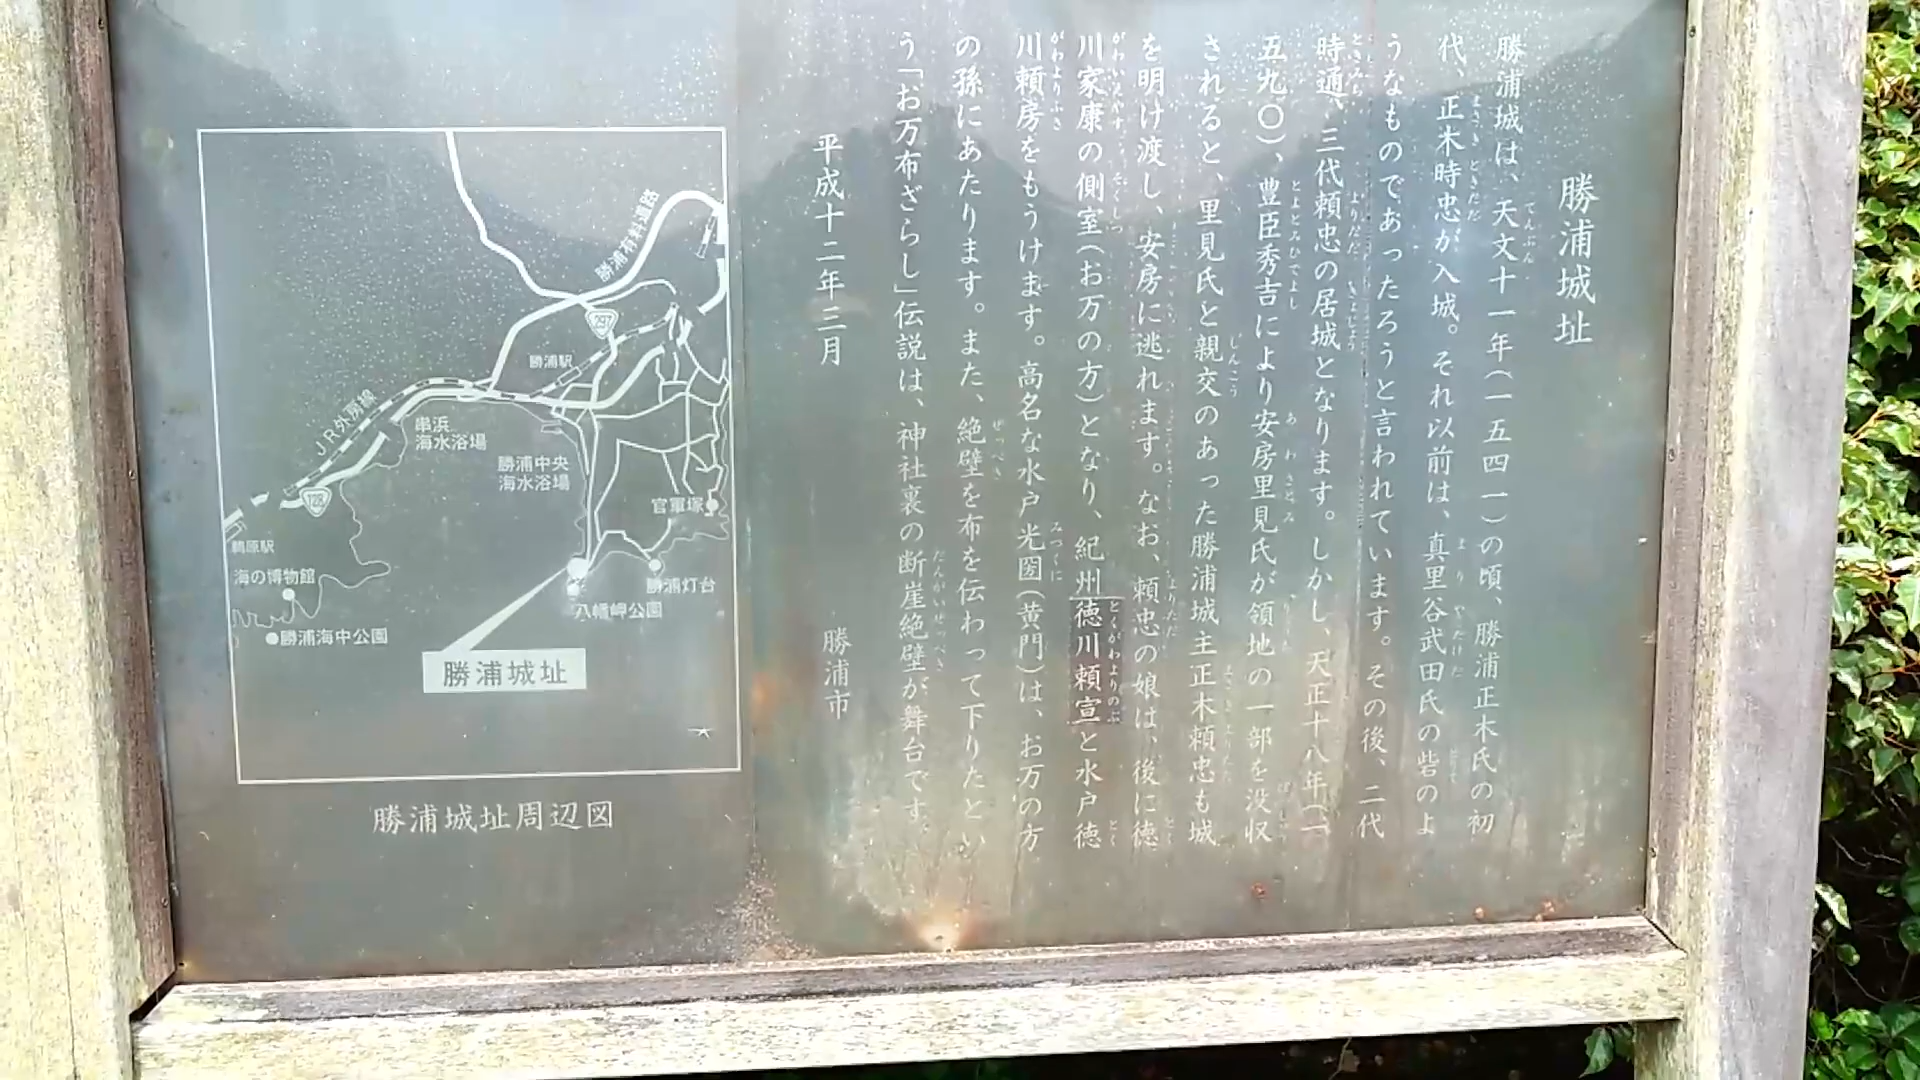 勝浦城址
勝浦城は、天文十一年(一五四一)の頃、勝浦正木氏の初
代、正木時忠が入城。それ以前は、真里谷武田氏の砦のよ
うなものであったろうと言われています。その後、二代
時通、三代頼忠の居城となります。しかし、天正十八年(一
五九〇)、豊臣秀吉により安房里見氏が領地の一部を没収
されると、里見氏と親交のあった勝浦城主正木頼忠も城
を明け渡し、安房に逃れます。なお、頼忠の娘は、後に徳
川家康の側室(お万の方)となり、紀州徳川頼宣と水戸徳
川頼房をもうけます。高名な水戸光圀(黄門)は、お万の方
の孫にあたります。また、絶壁を布を伝わって下りたとい
う「お万布ざらし」伝説は、神社裏の断崖絶壁が舞台です。
平成十二年三月
勝浦市
勝浦有料道路
297
勝浦駅
JR外房線
串浜
海水浴場
勝浦中央
海水浴場
128
官軍塚
鵜原駅
海の博物館
勝浦灯台
八幡岬公園
勝浦海中公園
勝浦城址
勝浦城址周辺図